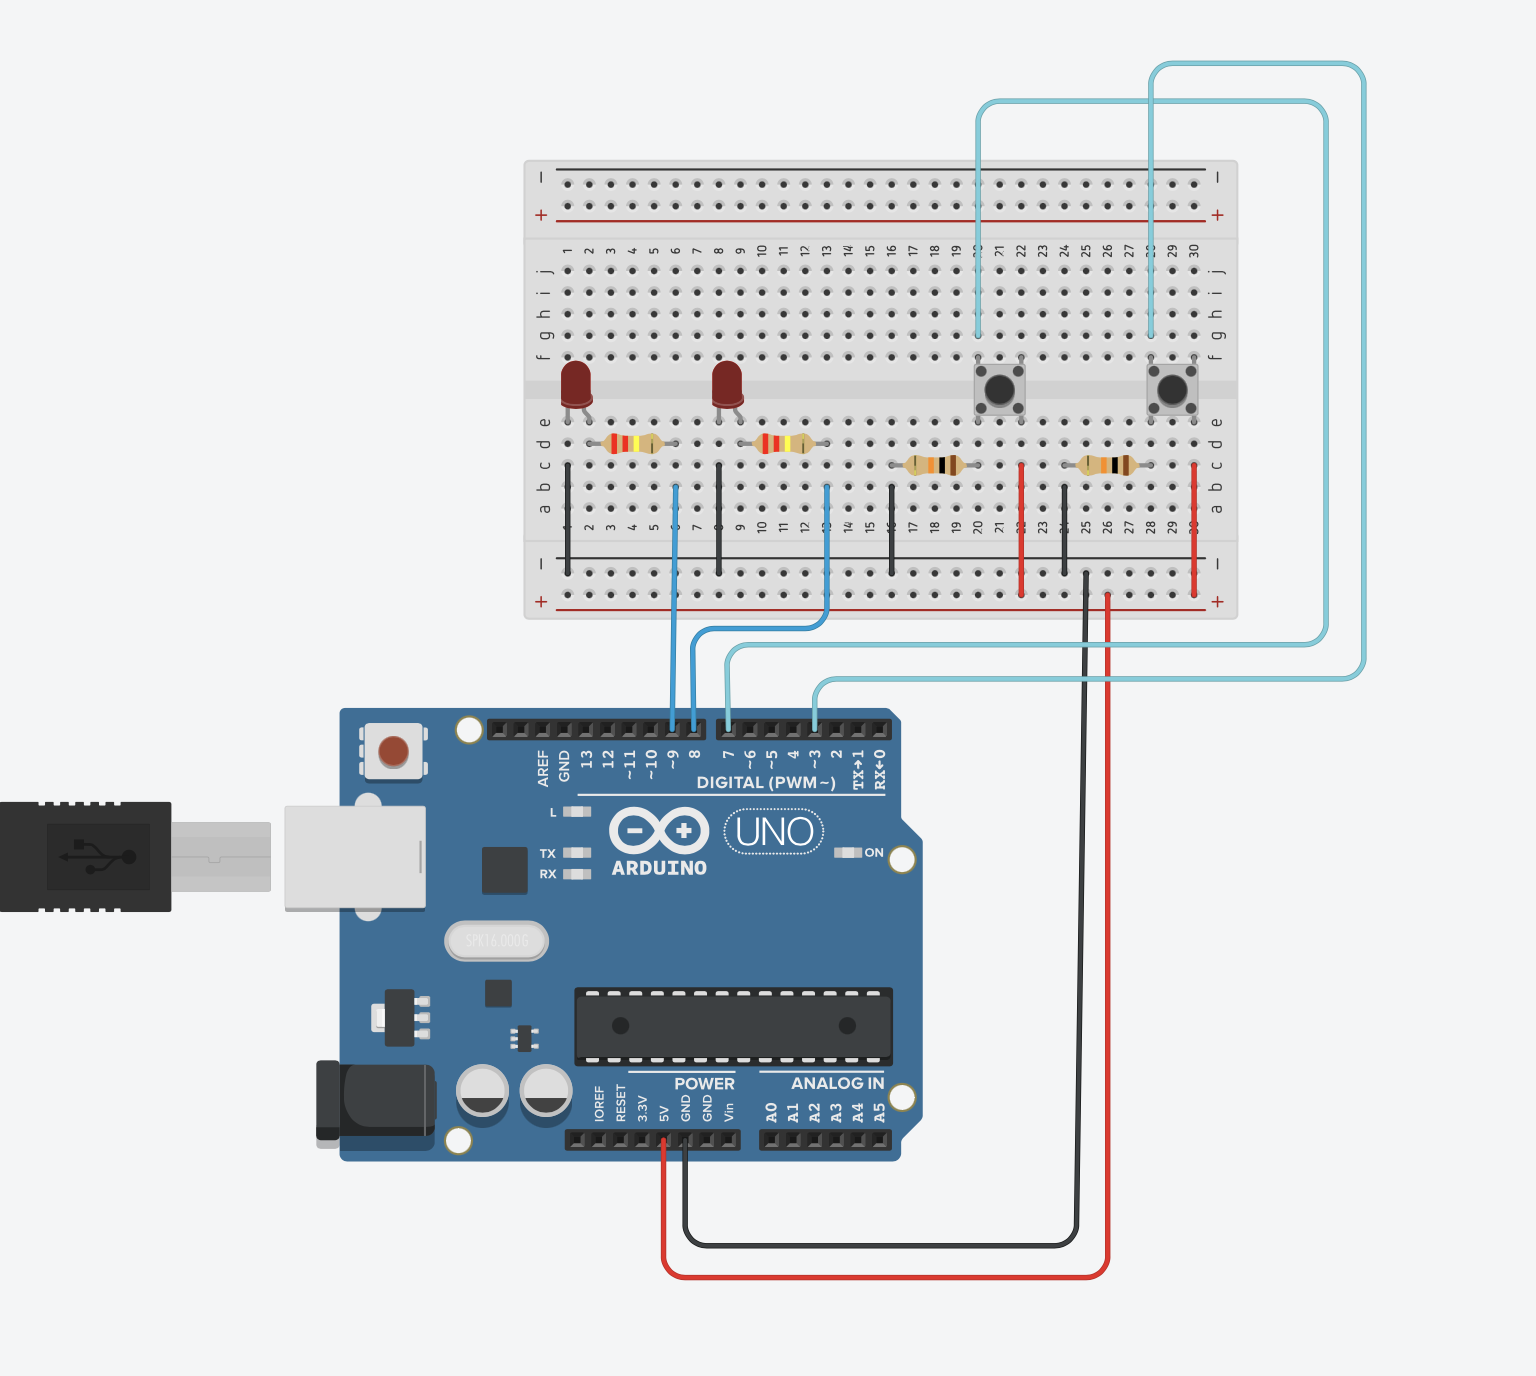 − −
+ +
1 2 3 4 5 6 7 8 9 10 11 12 13 14 15 16 17 18 19 20 21 22 23 24 25 26 27 28 29 30
j j
i i
h h
g g
f f
e e
d d
c c
b b
a a
1 2 3 4 5 6 7 8 9 10 11 12 13 14 15 16 17 18 19 20 21 22 23 24 25 26 27 28 29 30
− −
+ +
AREF GND 13 12 ~11 ~10 ~9 8 7 ~6 ~5 4 ~3 2 TX→1 RX←0
DIGITAL (PWM~)
L
UNO
TX ON
RX ARDUINO
SPK16.000G
POWER ANALOG IN
IOREF RESET 3.3V 5V GND GND Vin A0 A1 A2 A3 A4 A5